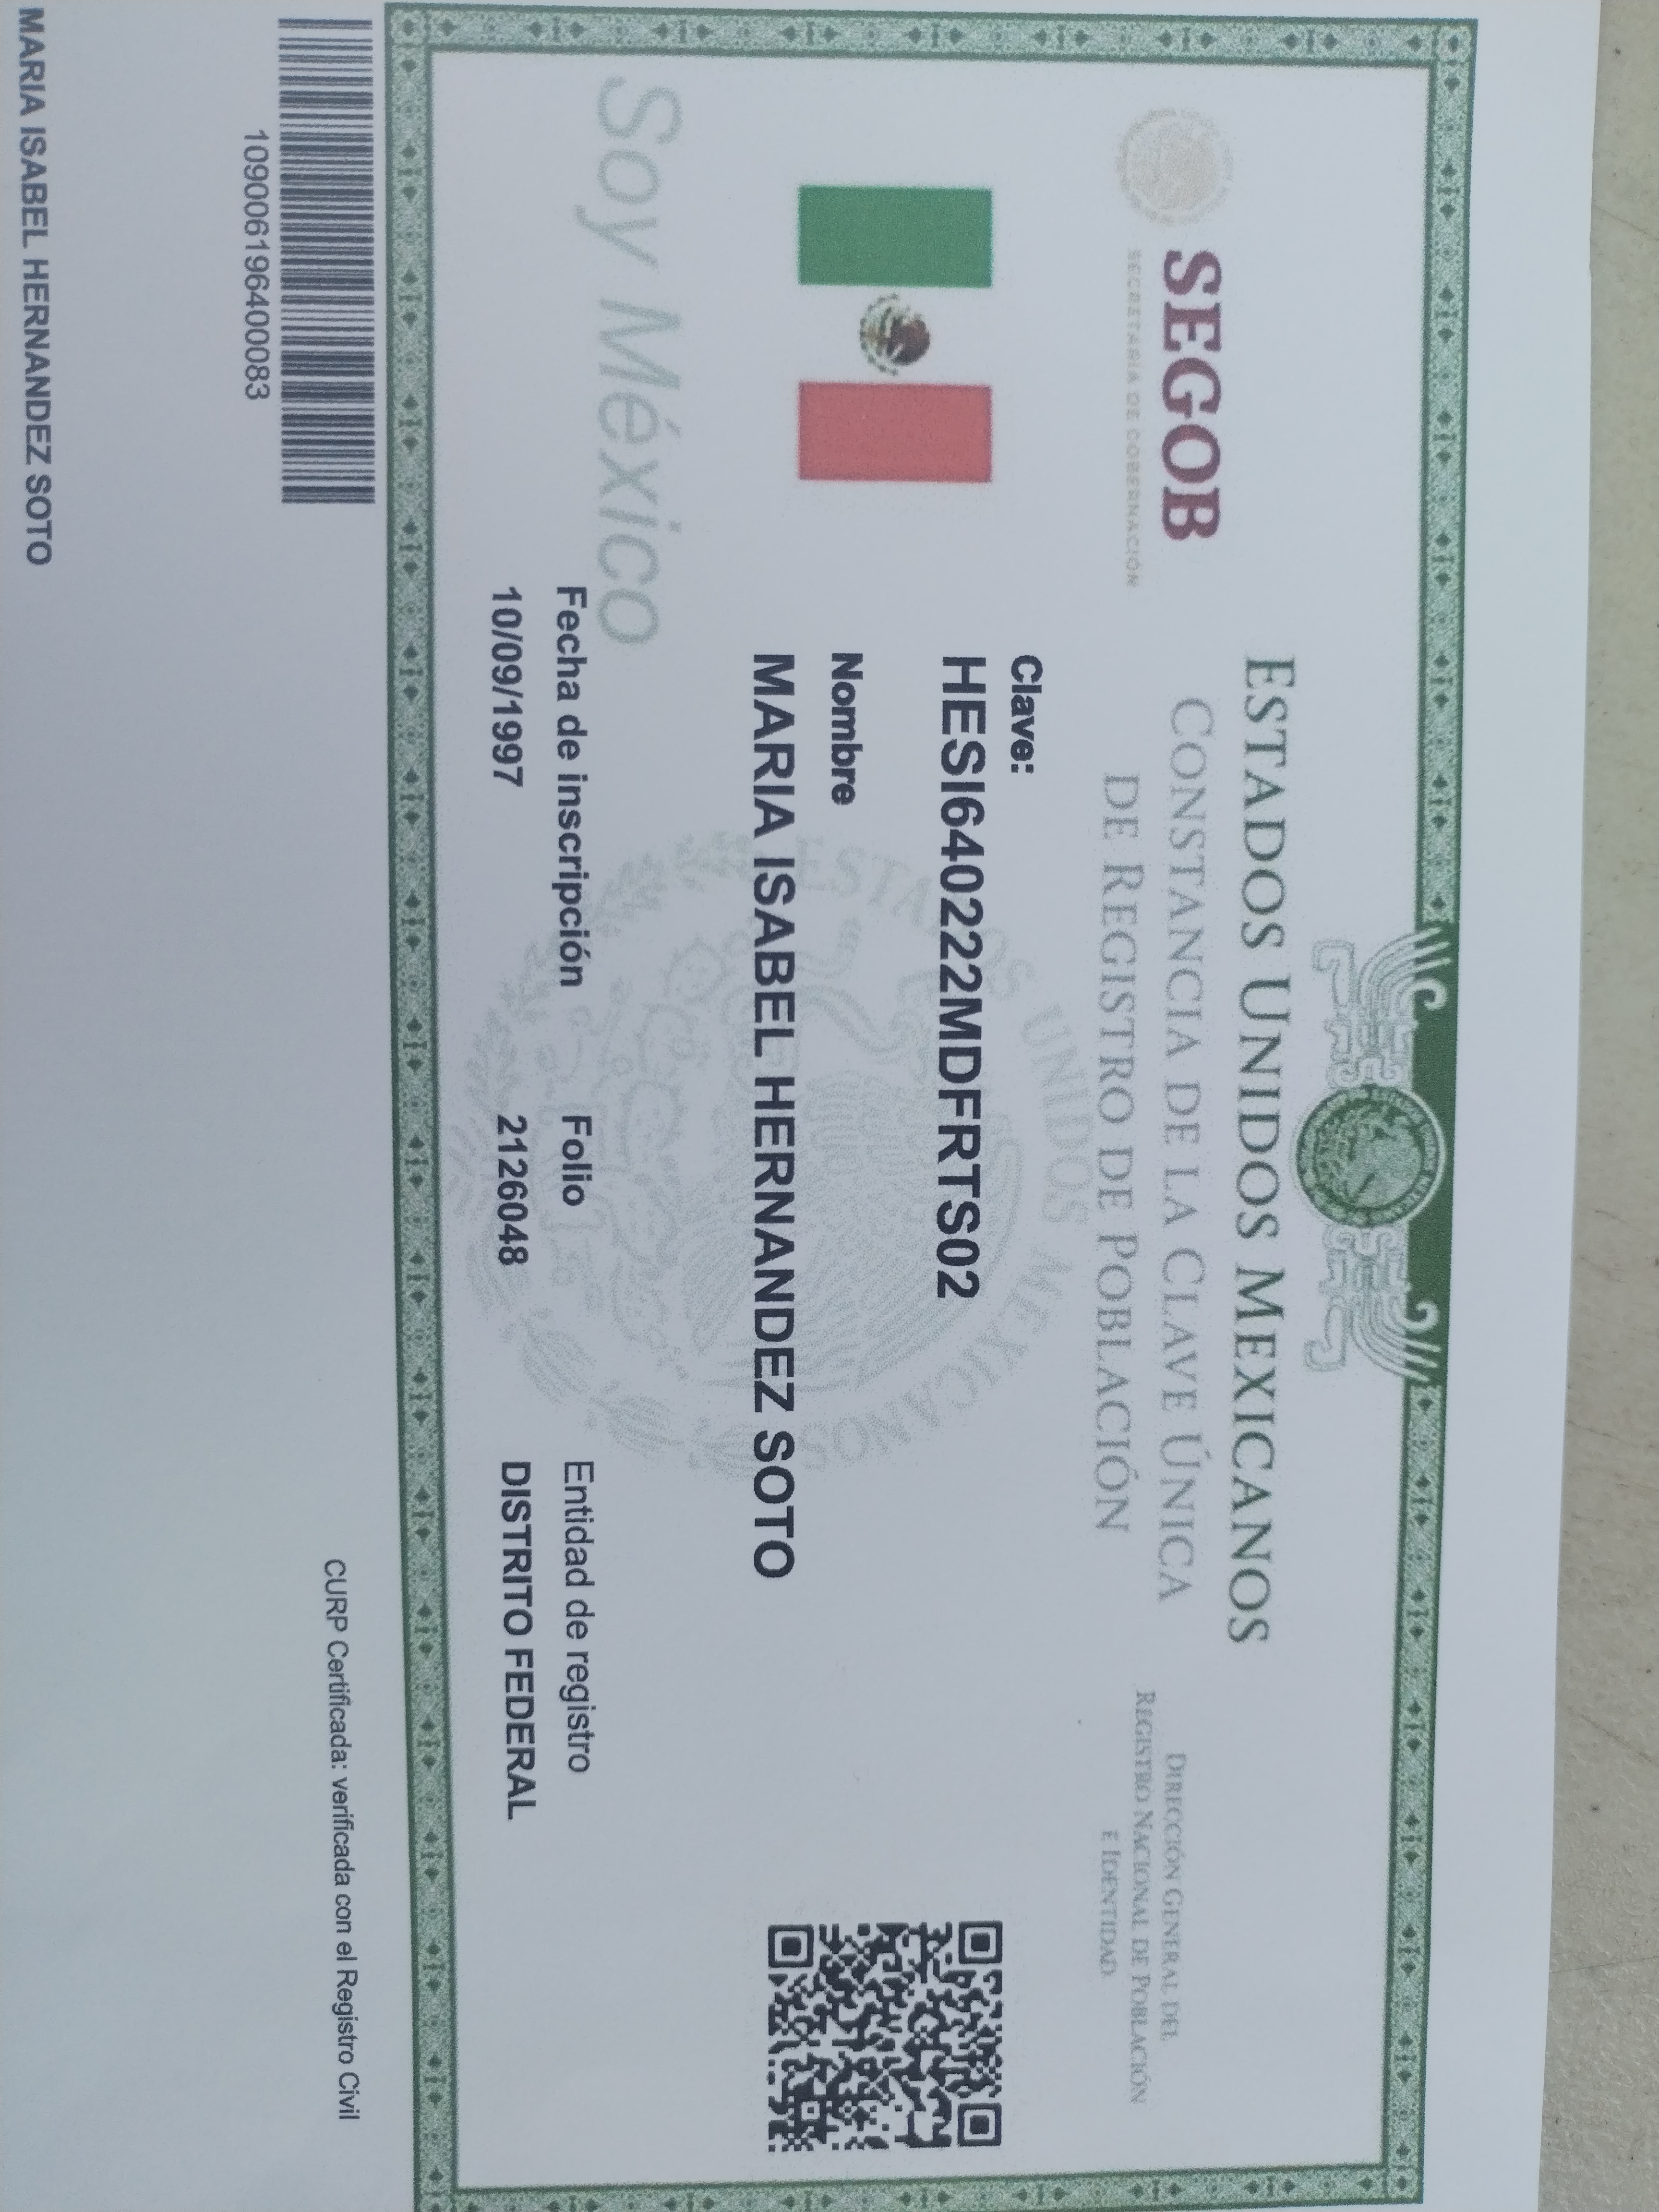 ESTADOS UNIDOS MEXICANOS
CONSTANCIA DE LA CLAVE ÚNICA
DE REGISTRO DE POBLACIÓN
SEGOB
SECRETARÍA DE GOBERNACIÓN
DIRECCIÓN GENERAL DEL
REGISTRO NACIONAL DE POBLACIÓN
E IDENTIDAD
Clave:
HESI640222MDFRTS02
Nombre
MARIA ISABEL HERNANDEZ SOTO
Soy México
Fecha de inscripción
10/09/1997
Folio
2126048
Entidad de registro
DISTRITO FEDERAL
ESTADOS UNIDOS MEXICANOS
109006196400083
CURP Certificada: verificada con el Registro Civil
MARIA ISABEL HERNANDEZ SOTO